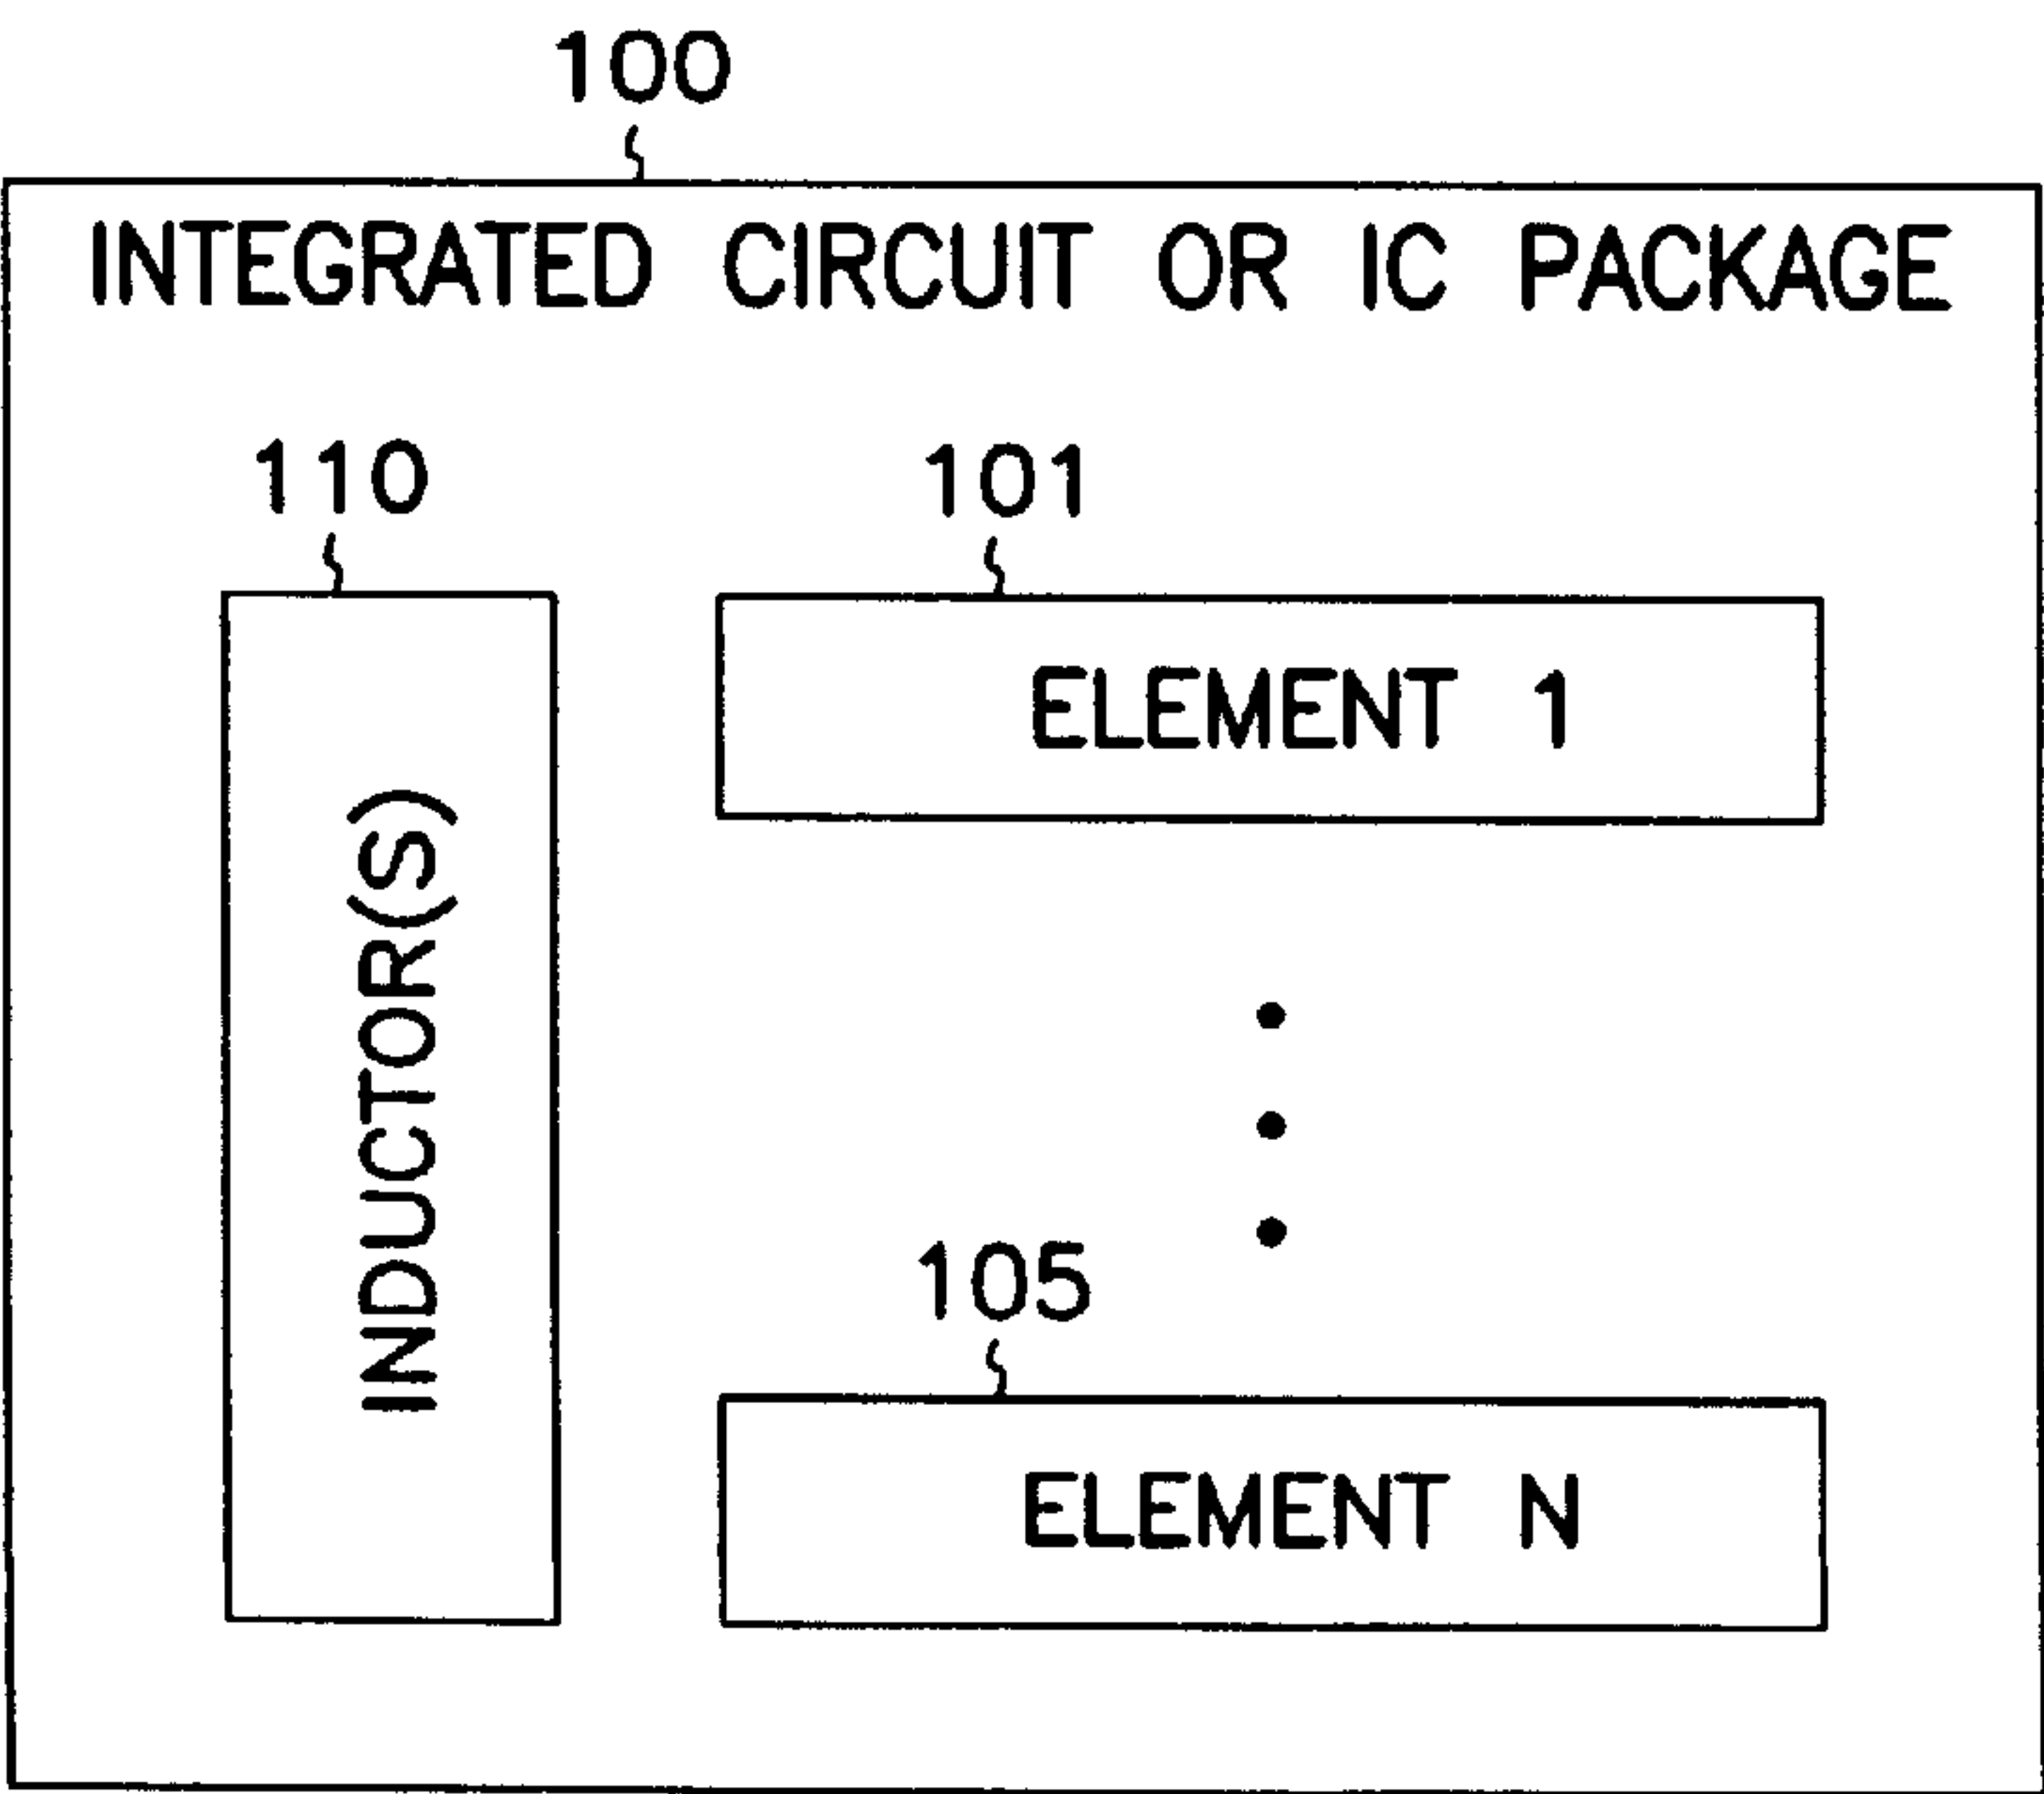 100
INTEGRATED CIRCUIT OR IC PACKAGE
110
101
INDUCTOR(S)
ELEMENT 1
105
ELEMENT N